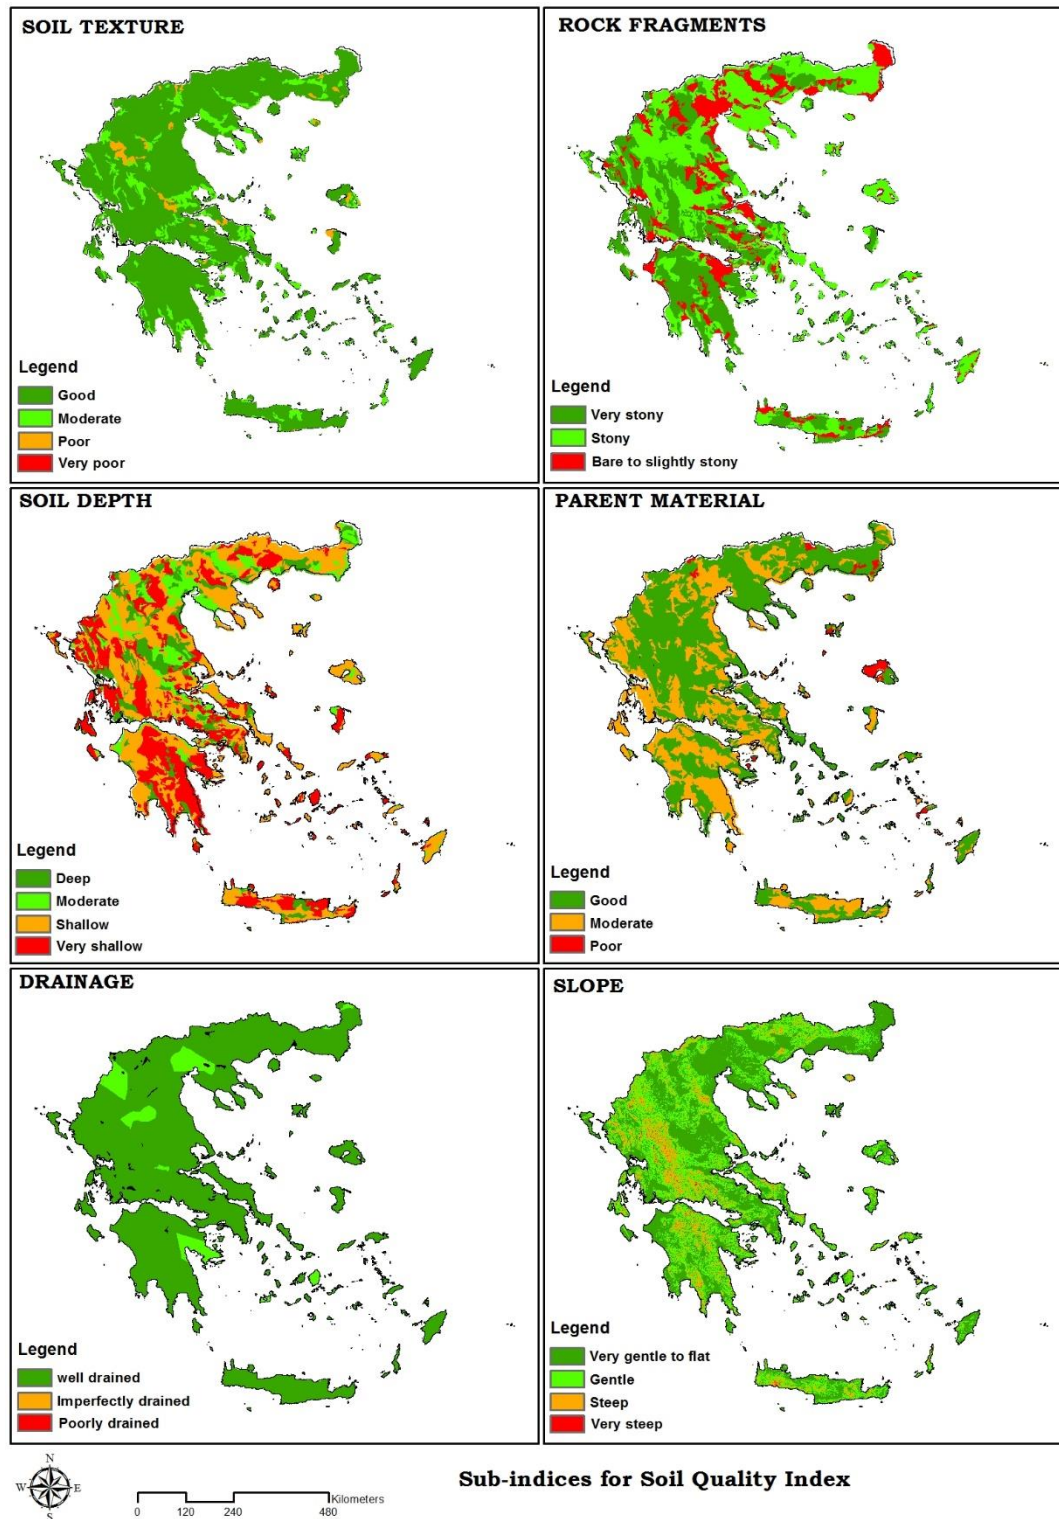 SOIL TEXTURE
Legend
Good
Moderate
Poor
Very poor
ROCK FRAGMENTS
Legend
Very stony
Stony
Bare to slightly stony
SOIL DEPTH
Legend
Deep
Moderate
Shallow
Very shallow
PARENT MATERIAL
Legend
Good
Moderate
Poor
DRAINAGE
Legend
well drained
Imperfectly drained
Poorly drained
SLOPE
Legend
Very gentle to flat
Gentle
Steep
Very steep
N
W E
S
Kilometers
0 120 240 480
Sub-indices for Soil Quality Index